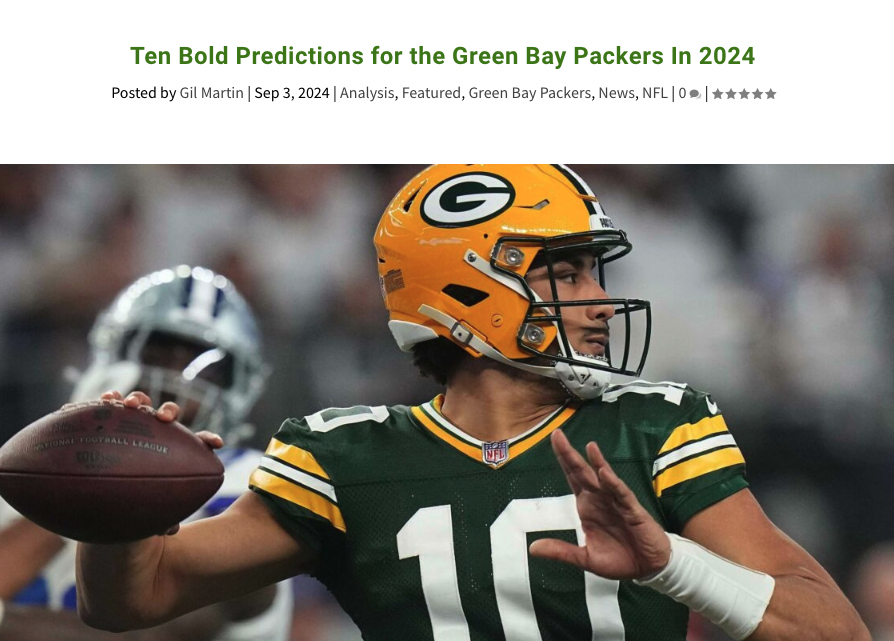 Ten Bold Predictions for the Green Bay Packers In 2024
Posted by Gil Martin | Sep 3, 2024 | Analysis, Featured, Green Bay Packers, News, NFL | 0 |
G
NATIONAL FOOTBALL LEAGUE
NFL
10